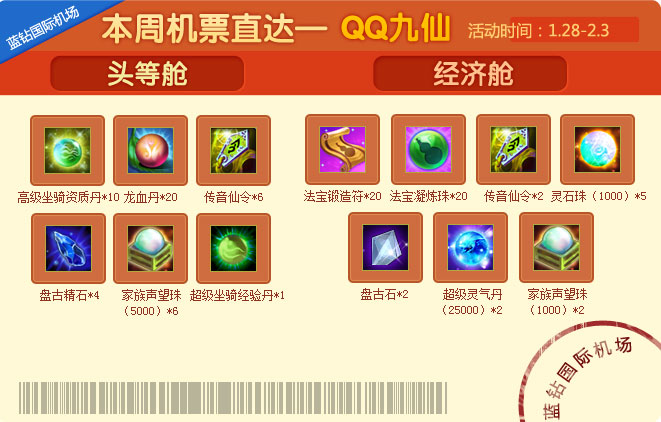 蓝钻国际机场
本周机票直达— QQ九仙 活动时间：1.28-2.3
头等舱
经济舱
高级坐骑资质丹*10 龙血丹*20 传音仙令*6
法宝锻造符*20 法宝凝炼珠*20 传音仙令*2 灵石珠（1000）*5
盘古精石*4 家族声望珠 超级坐骑经验丹*1
（5000）*6
盘古石*2 超级灵气丹 家族声望珠
（25000）*2 （1000）*2
蓝钻国际机场